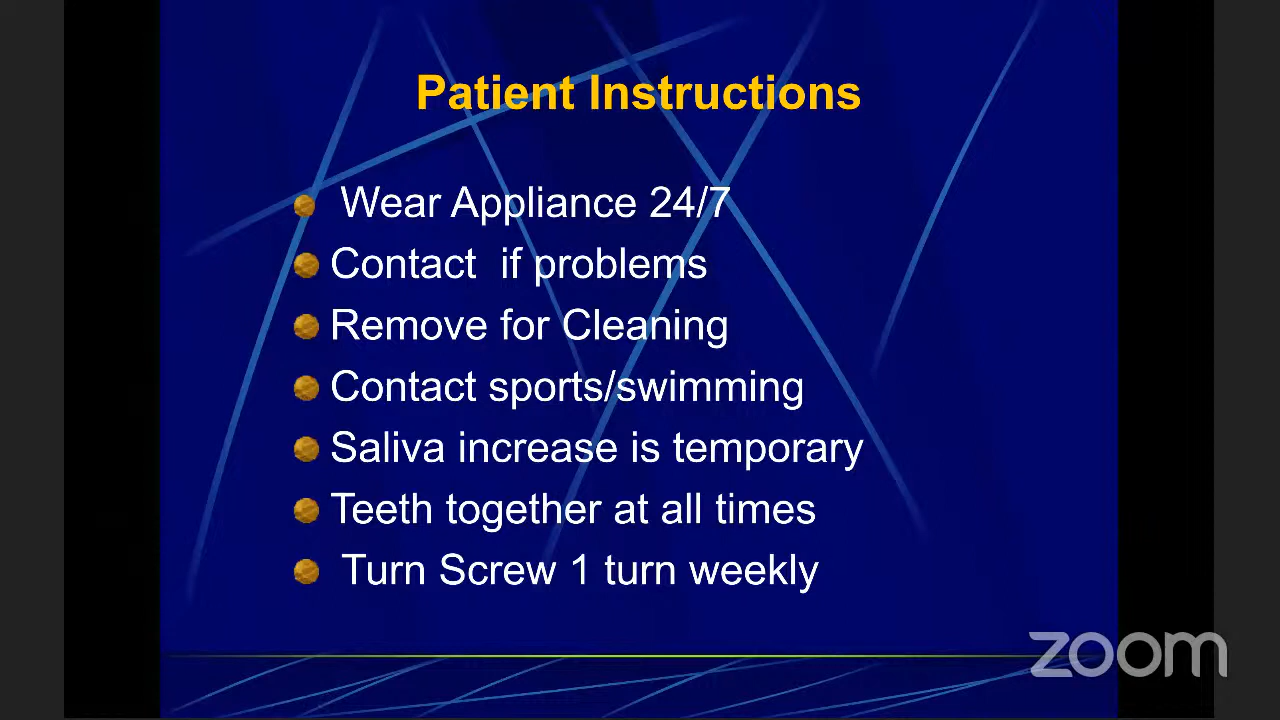 Patient Instructions
Wear Appliance 24/7
Contact  if problems
Remove for Cleaning
Contact sports/swimming
Saliva increase is temporary
Teeth together at all times
Turn Screw 1 turn weekly
zoom